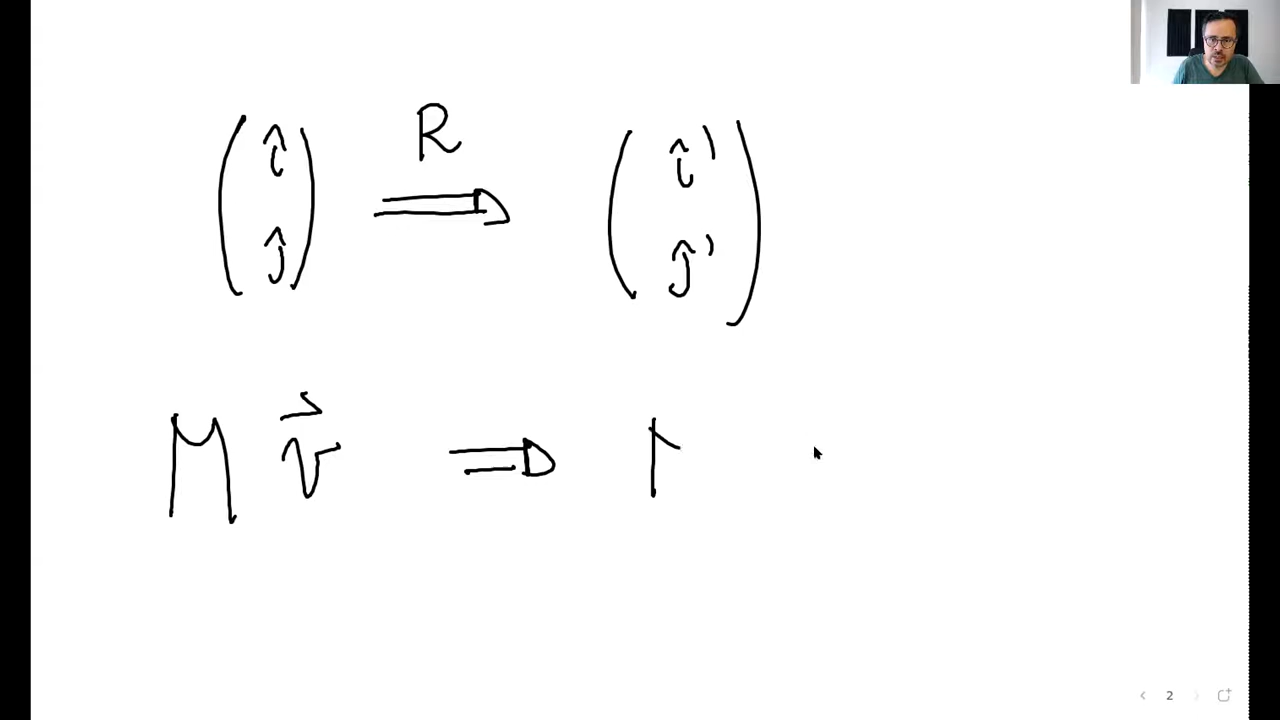 R
( î ) ⇒ ( î' )
( ĵ ) ( ĵ' )
M v⃗ ⇒
2